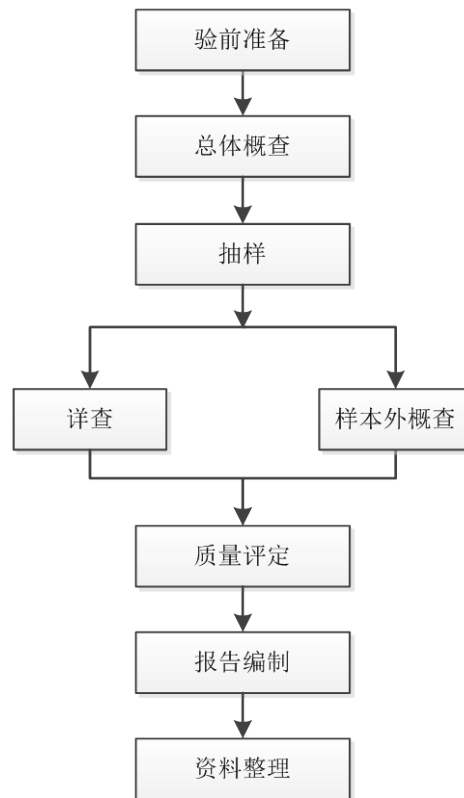 验前准备
总体概查
抽样
详查
样本外概查
质量评定
报告编制
资料整理